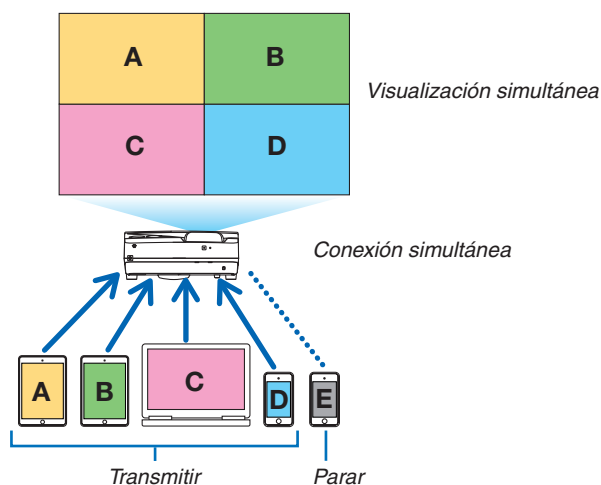 A B
Visualización simultánea
C D
Conexión simultánea
A B C D E
Transmitir Parar